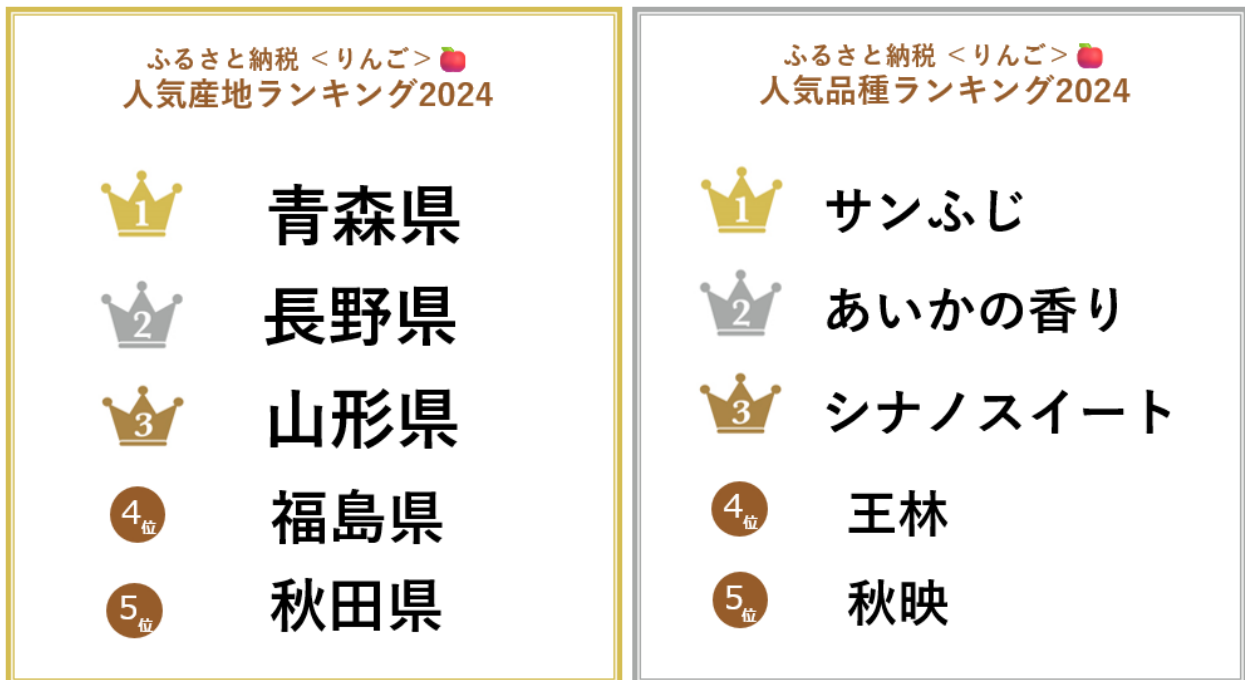 ふるさと納税 <りんご>
人気産地ランキング2024
1 青森県
2 長野県
3 山形県
4位 福島県
5位 秋田県
ふるさと納税 <りんご>
人気品種ランキング2024
1 サンふじ
2 あいかの香り
3 シナノスイート
4位 王林
5位 秋映